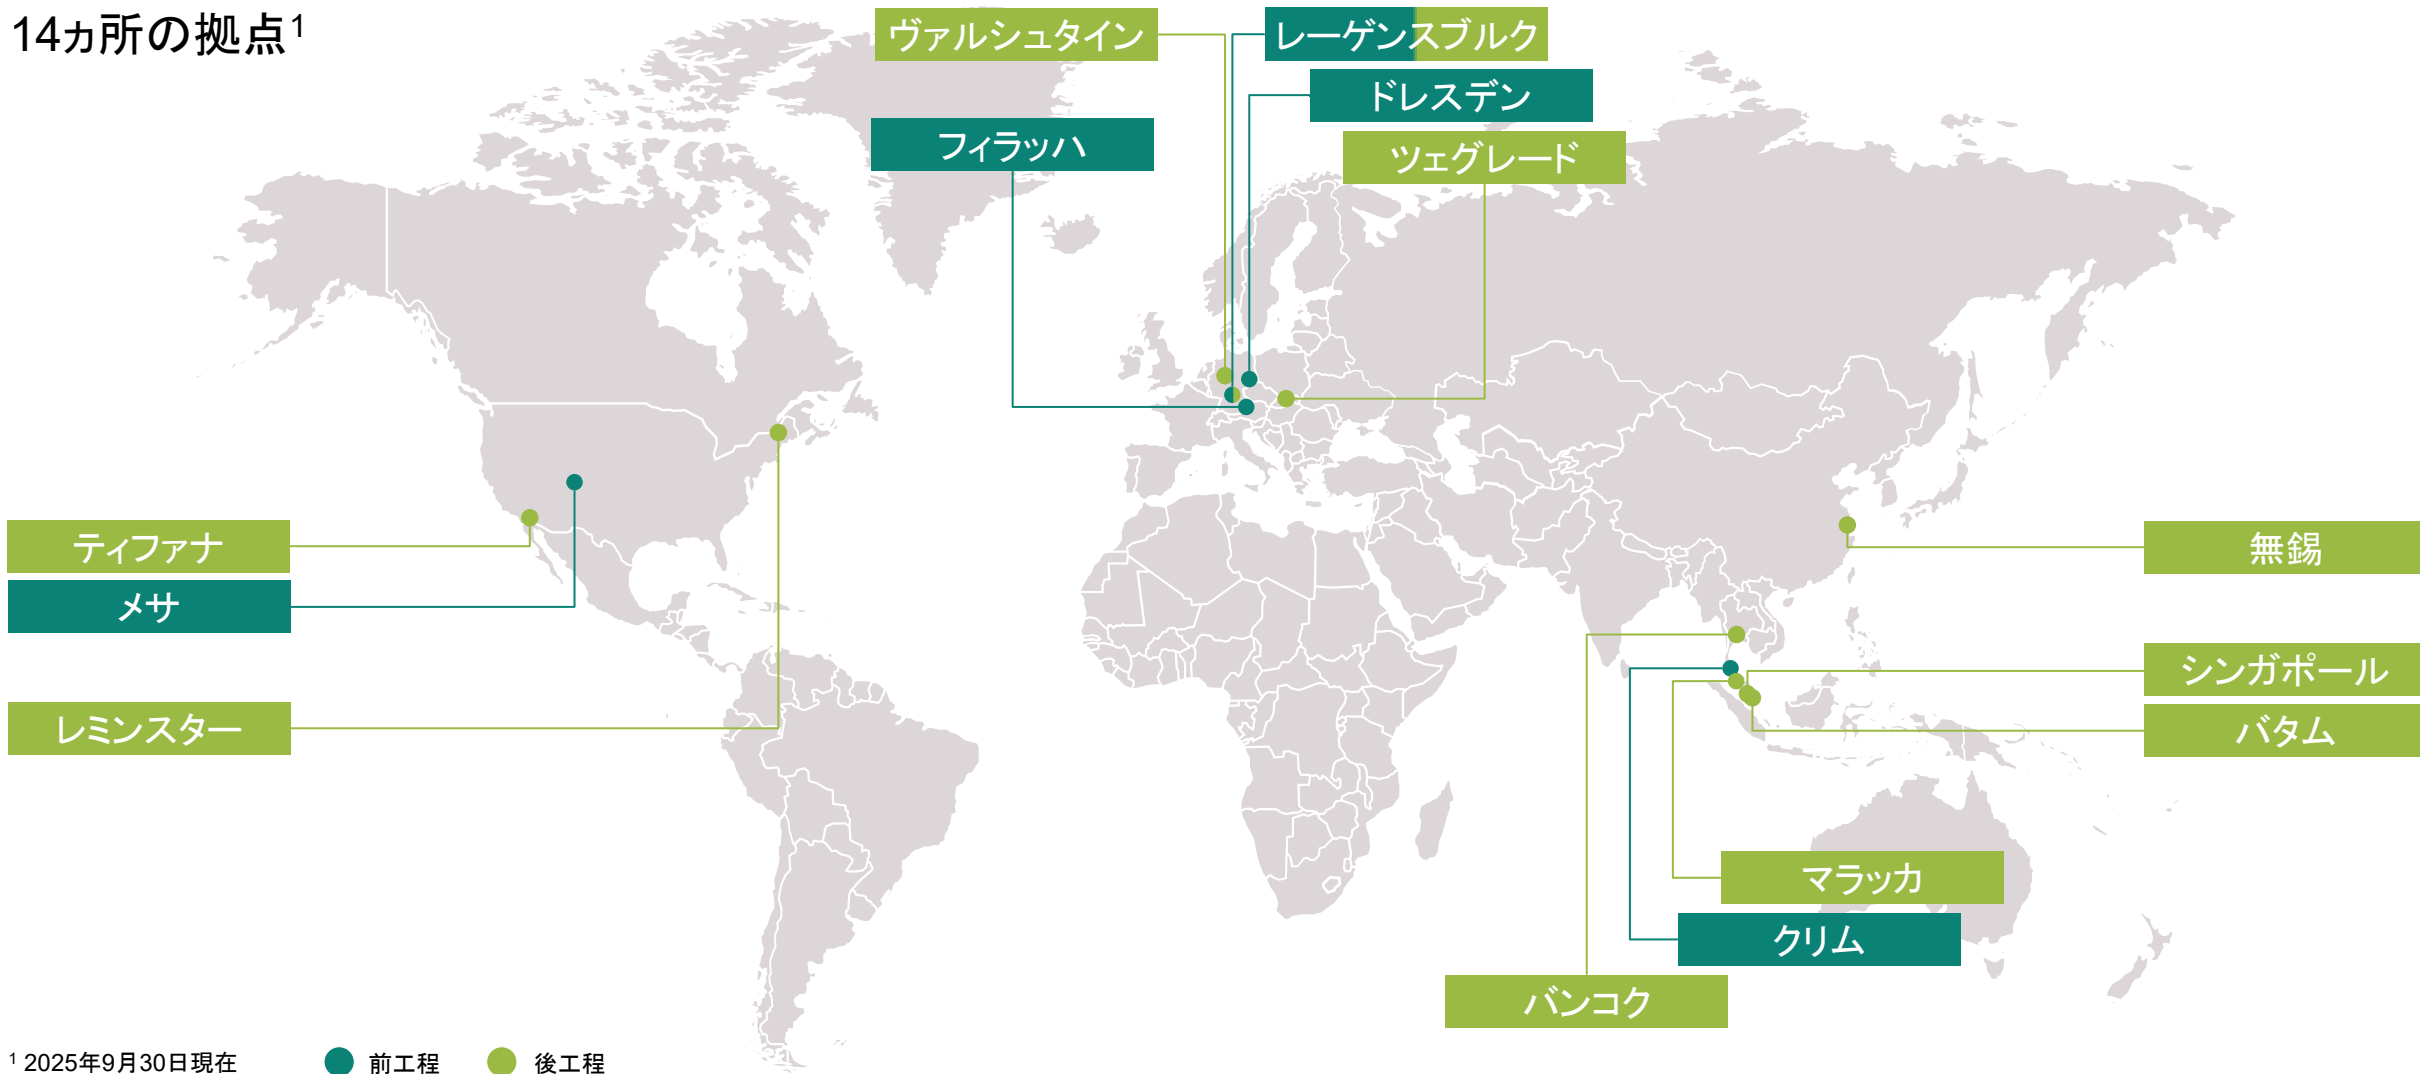 14ヵ所の拠点¹
ヴァルシュタイン
レーゲンスブルク
ドレスデン
フィラッハ
ツェグレード
ティファナ
メサ
レミンスター
無錫
シンガポール
バタム
マラッカ
クリム
バンコク
¹ 2025年9月30日現在
前工程
後工程